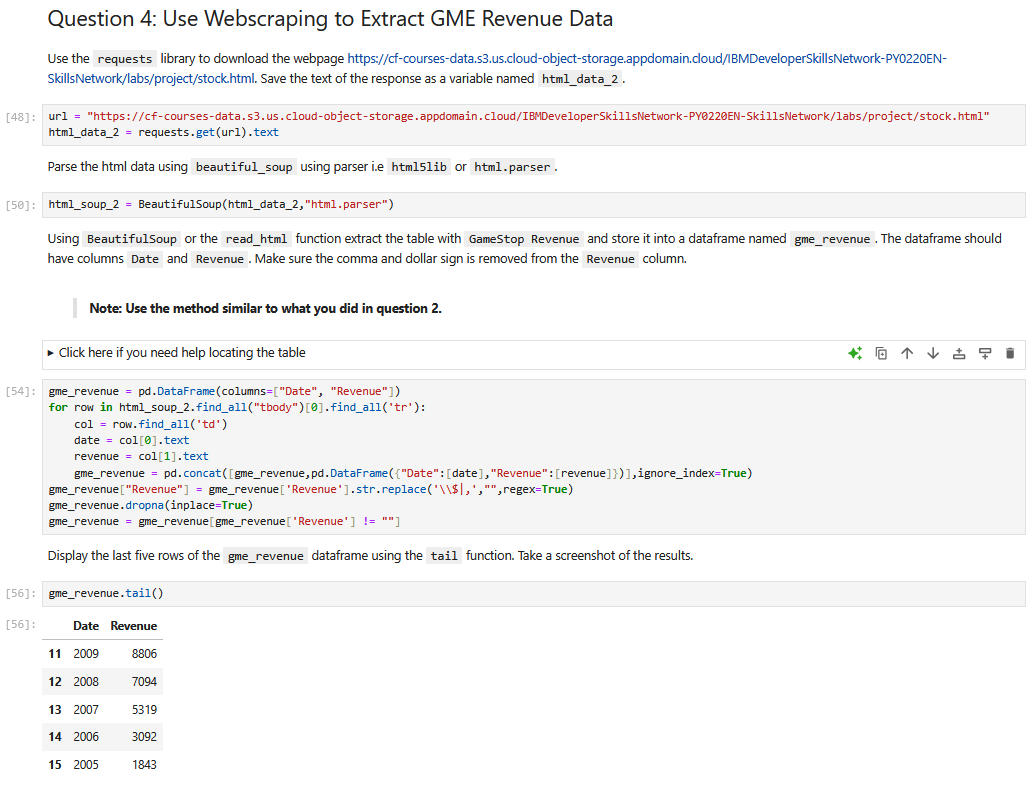 Question 4: Use Webscraping to Extract GME Revenue Data
Use the requests library to download the webpage https://cf-courses-data.s3.us.cloud-object-storage.appdomain.cloud/IBMDeveloperSkillsNetwork-PY0220EN-
SkillsNetwork/labs/project/stock.html. Save the text of the response as a variable named html_data_2.
[48]: url = "https://cf-courses-data.s3.us.cloud-object-storage.appdomain.cloud/IBMDeveloperSkillsNetwork-PY0220EN-SkillsNetwork/labs/project/stock.html"
html_data_2 = requests.get(url).text
Parse the html data using beautiful_soup using parser i.e html5lib or html.parser.
[50]: html_soup_2 = BeautifulSoup(html_data_2,"html.parser")
Using BeautifulSoup or the read_html function extract the table with GameStop Revenue and store it into a dataframe named gme_revenue. The dataframe should
have columns Date and Revenue. Make sure the comma and dollar sign is removed from the Revenue column.
Note: Use the method similar to what you did in question 2.
▸ Click here if you need help locating the table
[54]: gme_revenue = pd.DataFrame(columns=["Date", "Revenue"])
for row in html_soup_2.find_all("tbody")[0].find_all('tr'):
    col = row.find_all('td')
    date = col[0].text
    revenue = col[1].text
    gme_revenue = pd.concat([gme_revenue,pd.DataFrame({"Date":[date],"Revenue":[revenue]})],ignore_index=True)
gme_revenue["Revenue"] = gme_revenue['Revenue'].str.replace('\\$|,',"",regex=True)
gme_revenue.dropna(inplace=True)
gme_revenue = gme_revenue[gme_revenue['Revenue'] != ""]
Display the last five rows of the gme_revenue dataframe using the tail function. Take a screenshot of the results.
[56]: gme_revenue.tail()
[56]: Date Revenue
11 2009 8806
12 2008 7094
13 2007 5319
14 2006 3092
15 2005 1843